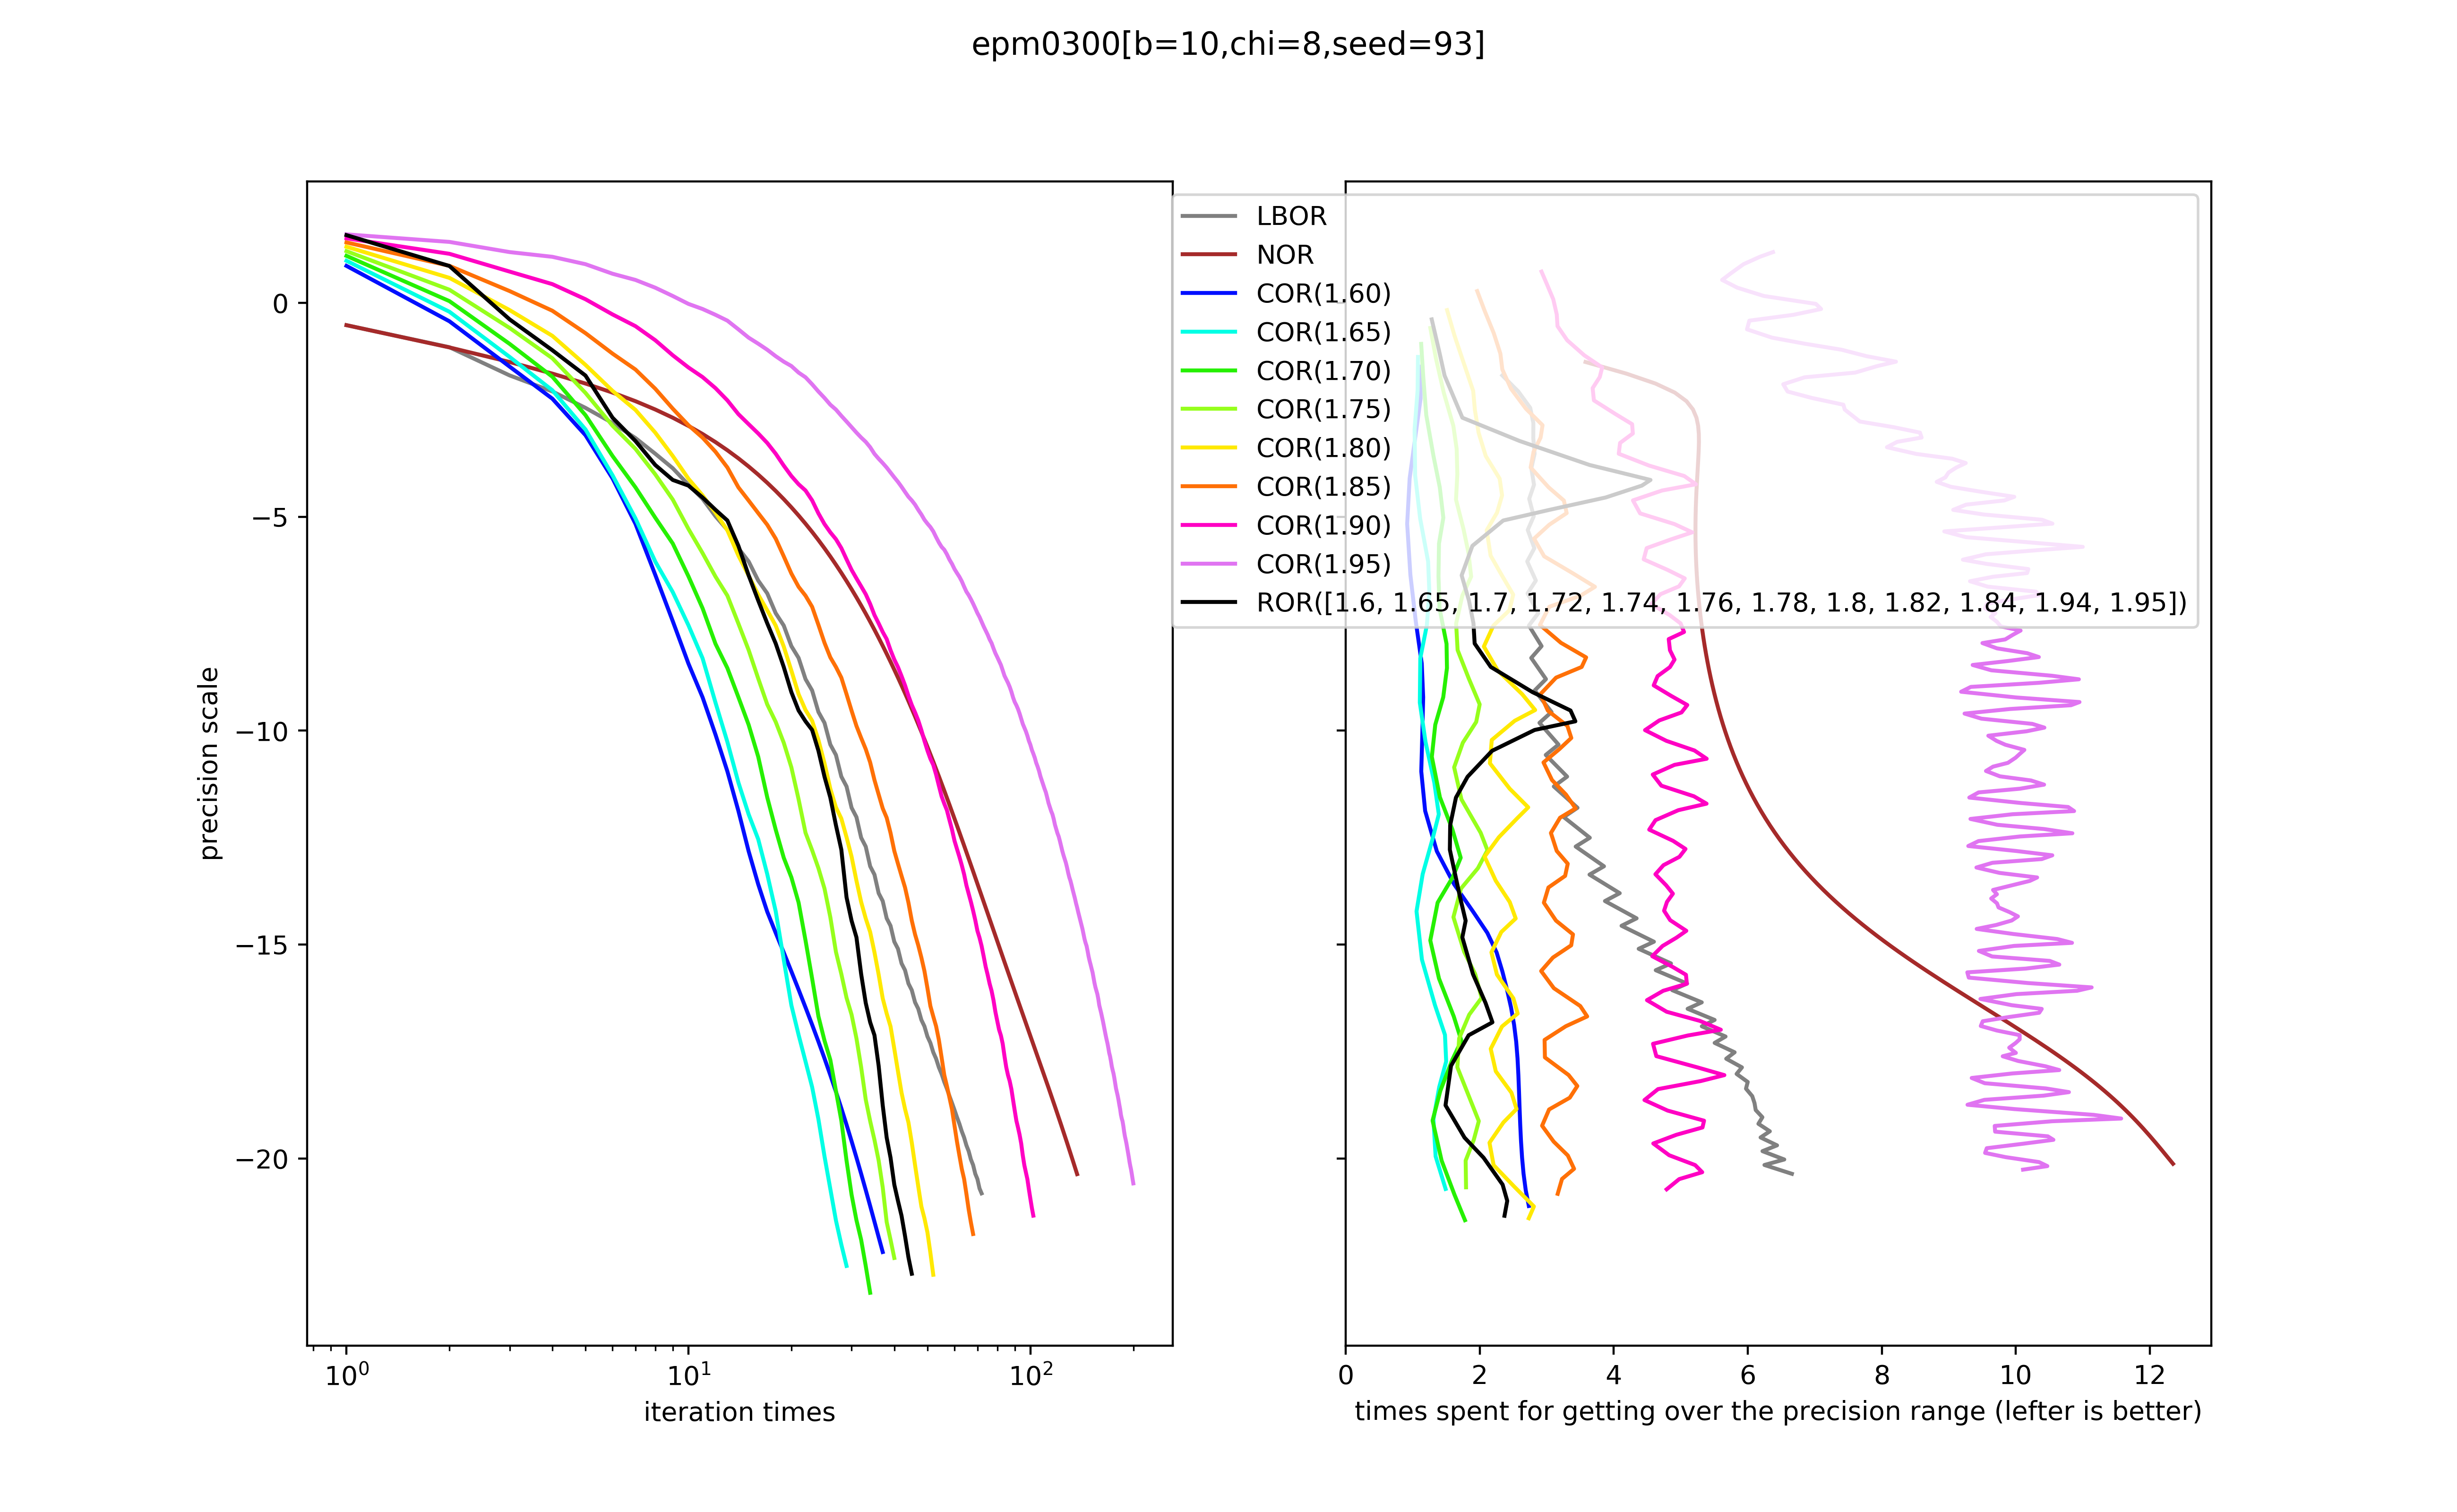 epm0300[b=10,chi=8,seed=93]
precision scale
0
−5
−10
−15
−20
10⁰
10¹
10²
iteration times
LBOR
NOR
COR(1.60)
COR(1.65)
COR(1.70)
COR(1.75)
COR(1.80)
COR(1.85)
COR(1.90)
COR(1.95)
ROR([1.6, 1.65, 1.7, 1.72, 1.74, 1.76, 1.78, 1.8, 1.82, 1.84, 1.94, 1.95])
0 2 4 6 8 10 12
times spent for getting over the precision range (lefter is better)